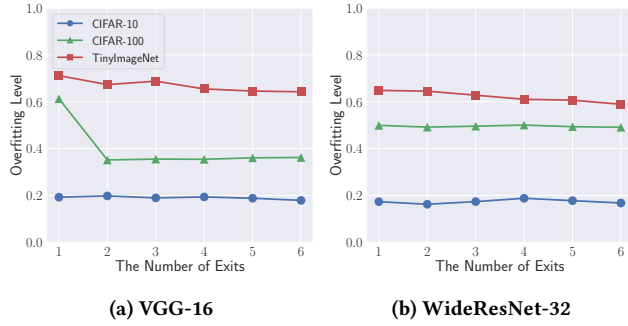 1.0
0.8
0.6
0.4
0.2
0.0
Overfitting Level
CIFAR-10
CIFAR-100
TinyImageNet
1 2 3 4 5 6
The Number of Exits
(a) VGG-16
1.0
0.8
0.6
0.4
0.2
0.0
Overfitting Level
1 2 3 4 5 6
The Number of Exits
(b) WideResNet-32